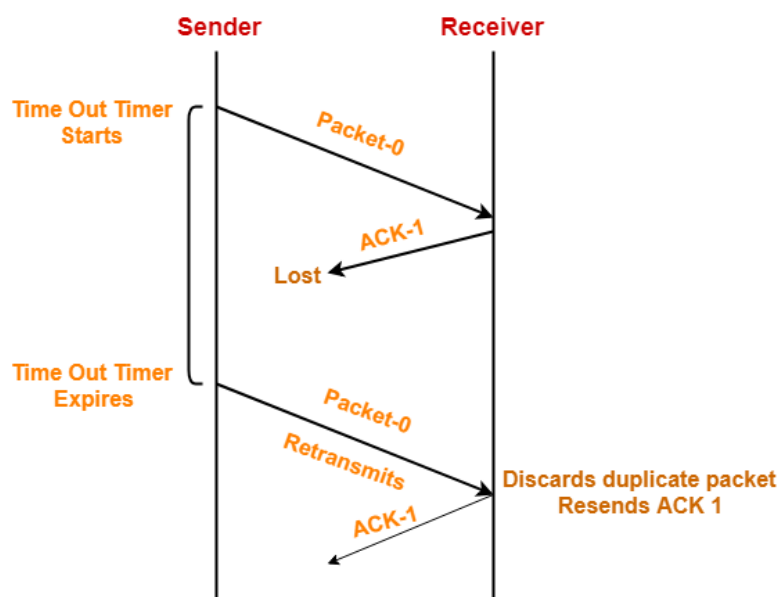 Sender
Receiver
Time Out Timer
Starts
Packet-0
ACK-1
Lost
Time Out Timer
Expires
Packet-0
Retransmits
Discards duplicate packet
Resends ACK 1
ACK-1